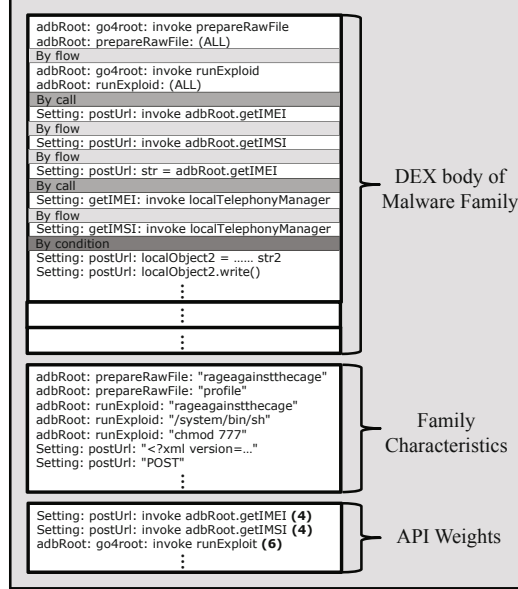 adbRoot: go4root: invoke prepareRawFile
adbRoot: prepareRawFile: (ALL)
By flow
adbRoot: go4root: invoke runExploid
adbRoot: runExploid: (ALL)
By call
Setting: postUrl: invoke adbRoot.getIMEI
By flow
Setting: postUrl: invoke adbRoot.getIMSI
By flow
Setting: postUrl: str = adbRoot.getIMEI
By call
Setting: getIMEI: invoke localTelephonyManager
By flow
Setting: getIMSI: invoke localTelephonyManager
By condition
Setting: postUrl: localObject2 = ...... str2
Setting: postUrl: localObject2.write()
DEX body of
Malware Family
adbRoot: prepareRawFile: "rageagainstthecage"
adbRoot: prepareRawFile: "profile"
adbRoot: runExploid: "rageagainstthecage"
adbRoot: runExploid: "/system/bin/sh"
adbRoot: runExploid: "chmod 777"
Setting: postUrl: "<?xml version=…"
Setting: postUrl: "POST"
Family
Characteristics
Setting: postUrl: invoke adbRoot.getIMEI (4)
Setting: postUrl: invoke adbRoot.getIMSI (4)
adbRoot: go4root: invoke runExploit (6)
API Weights